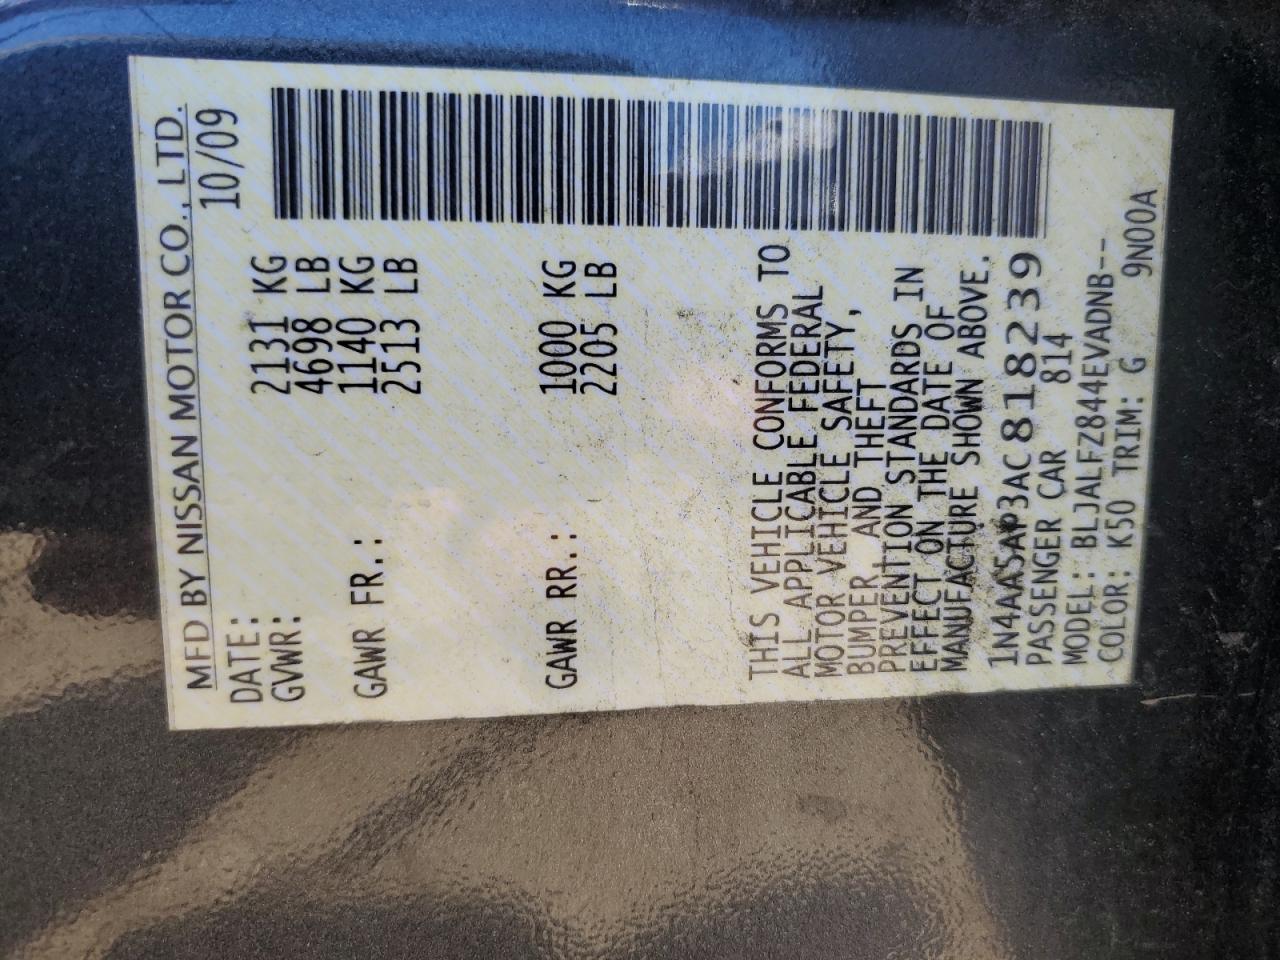 MFD BY NISSAN MOTOR CO., LTD.
DATE: 10/09
GVWR: 2131 KG
4698 LB
GAWR FR.: 1140 KG
2513 LB
GAWR RR.: 1000 KG
2205 LB
THIS VEHICLE CONFORMS TO
ALL APPLICABLE FEDERAL
MOTOR VEHICLE SAFETY,
BUMPER, AND THEFT
PREVENTION STANDARDS IN
EFFECT ON THE DATE OF
MANUFACTURE SHOWN ABOVE.
1N4AA5AP3AC818239
PASSENGER CAR 814
MODEL: BLJALFZ844EVADNB--
COLOR: K50 TRIM: G 9N00A